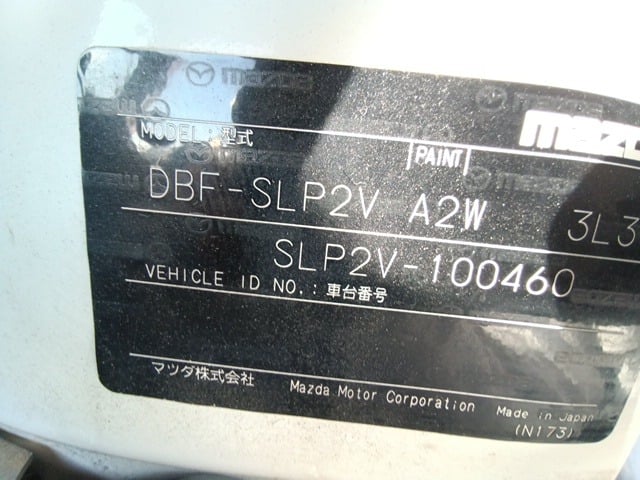 mazda
MODEL:型式
PAINT
DBF-SLP2V A2W 3L3
SLP2V-100460
VEHICLE ID NO.:車台番号
マツダ株式会社 Mazda Motor Corporation Made in Japan
(N173)